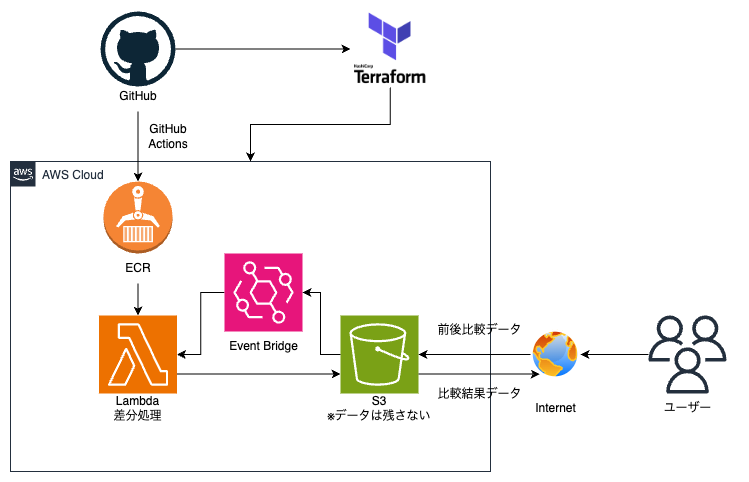 GitHub
HashiCorp
Terraform
GitHub
Actions
aws
AWS Cloud
ECR
Event Bridge
前後比較データ
Lambda
差分処理
S3
※データは残さない
比較結果データ
Internet
ユーザー